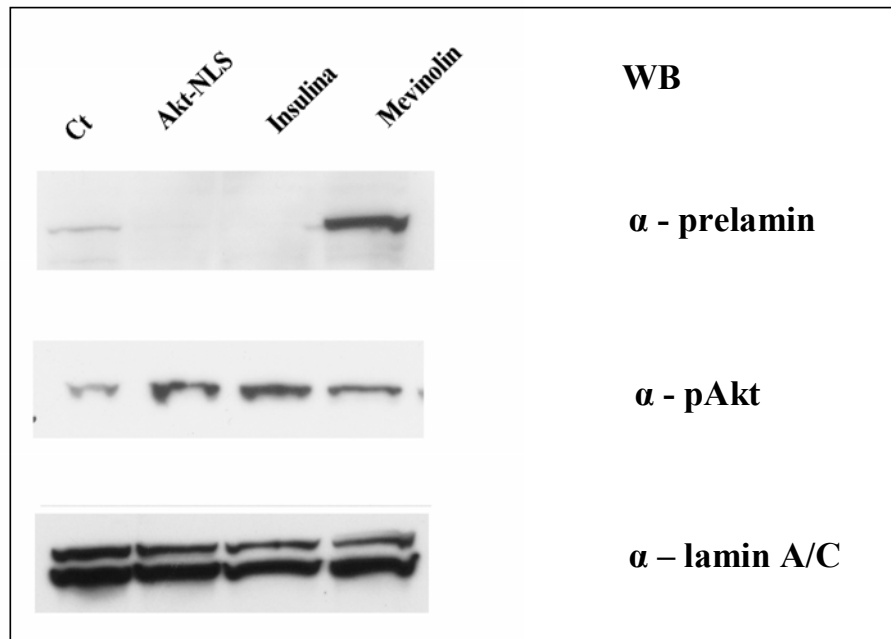 Ct
Akt-NLS
Insulina
Mevinolin
WB
α - prelamin
α - pAkt
α – lamin A/C